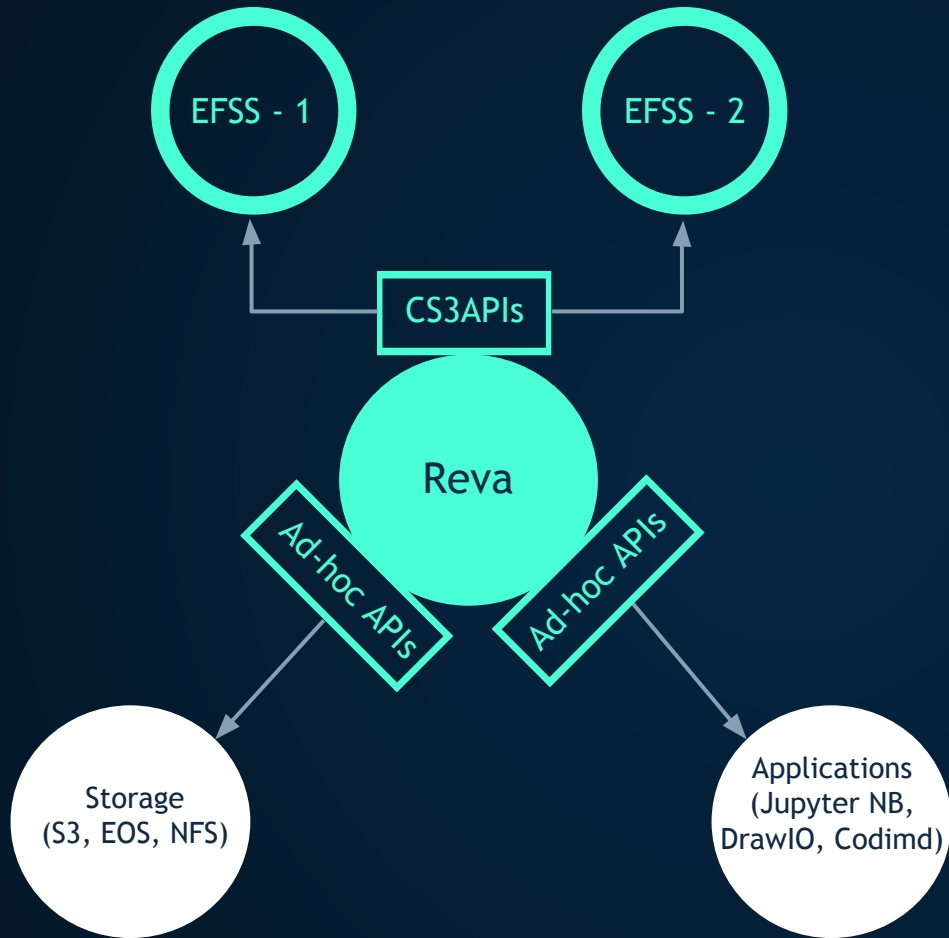 EFSS - 1
EFSS - 2
CS3APIs
Reva
Ad-hoc APIs
Ad-hoc APIs
Storage
(S3, EOS, NFS)
Applications
(Jupyter NB,
DrawIO, Codimd)